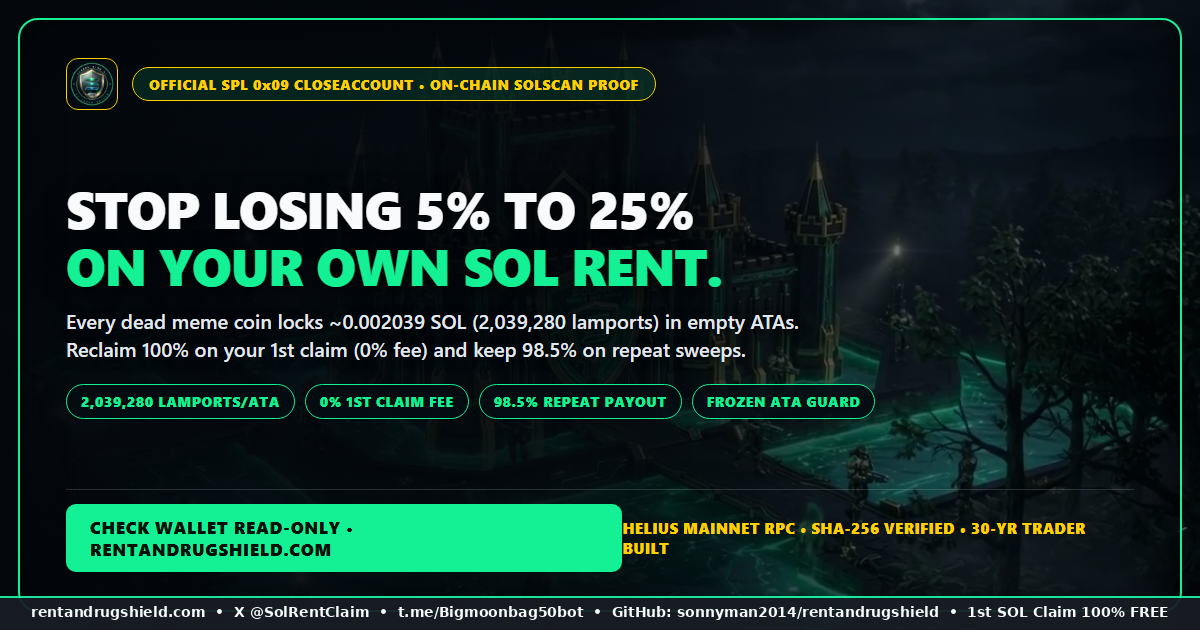 OFFICIAL SPL 0x09 CLOSEACCOUNT • ON-CHAIN SOLSCAN PROOF
STOP LOSING 5% TO 25%
ON YOUR OWN SOL RENT.
Every dead meme coin locks ~0.002039 SOL (2,039,280 lamports) in empty ATAs.
Reclaim 100% on your 1st claim (0% fee) and keep 98.5% on repeat sweeps.
2,039,280 LAMPORTS/ATA
0% 1ST CLAIM FEE
98.5% REPEAT PAYOUT
FROZEN ATA GUARD
CHECK WALLET READ-ONLY •
RENTANDRUGSHIELD.COM
HELIUS MAINNET RPC • SHA-256 VERIFIED • 30-YR TRADER
BUILT
rentandrugshield.com • X @SolRentClaim • t.me/Bigmoonbag50bot • GitHub: sonnyman2014/rentandrugshield • 1st SOL Claim 100% FREE